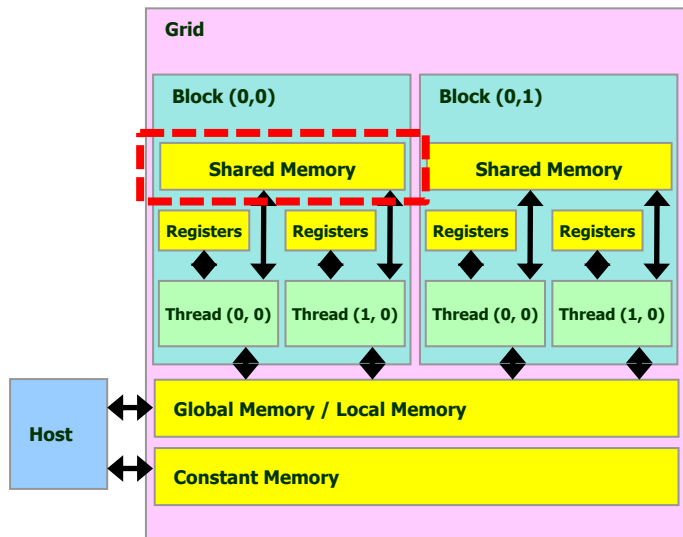 Grid
Block (0,0)
Block (0,1)
Shared Memory
Shared Memory
Registers
Registers
Registers
Registers
Thread (0, 0)
Thread (1, 0)
Thread (0, 0)
Thread (1, 0)
Global Memory / Local Memory
Host
Constant Memory